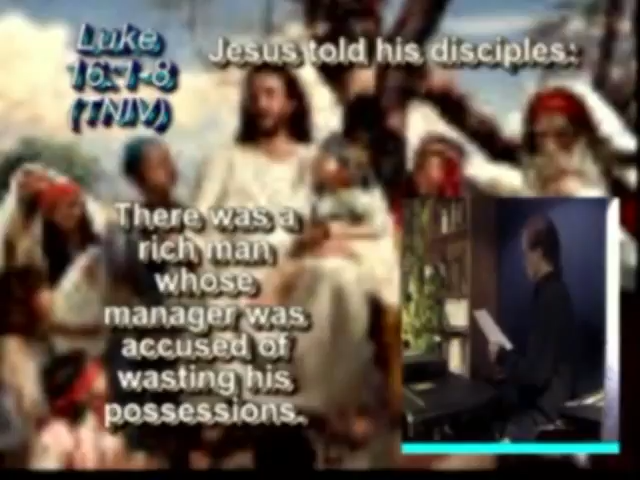 Luke
16:1-8
(TNIV)
Jesus told his disciples:
There was a
rich man
whose
manager was
accused of
wasting his
possessions.